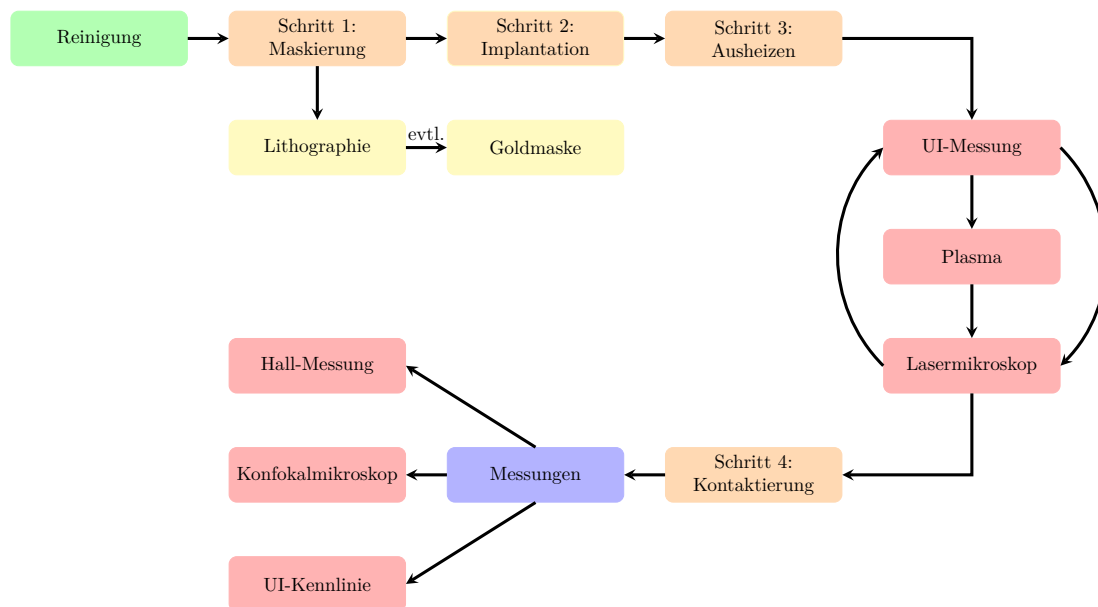 Reinigung
Schritt 1:
Maskierung
Schritt 2:
Implantation
Schritt 3:
Ausheizen
Lithographie
evtl.
Goldmaske
UI-Messung
Plasma
Lasermikroskop
Hall-Messung
Konfokalmikroskop
Messungen
Schritt 4:
Kontaktierung
UI-Kennlinie